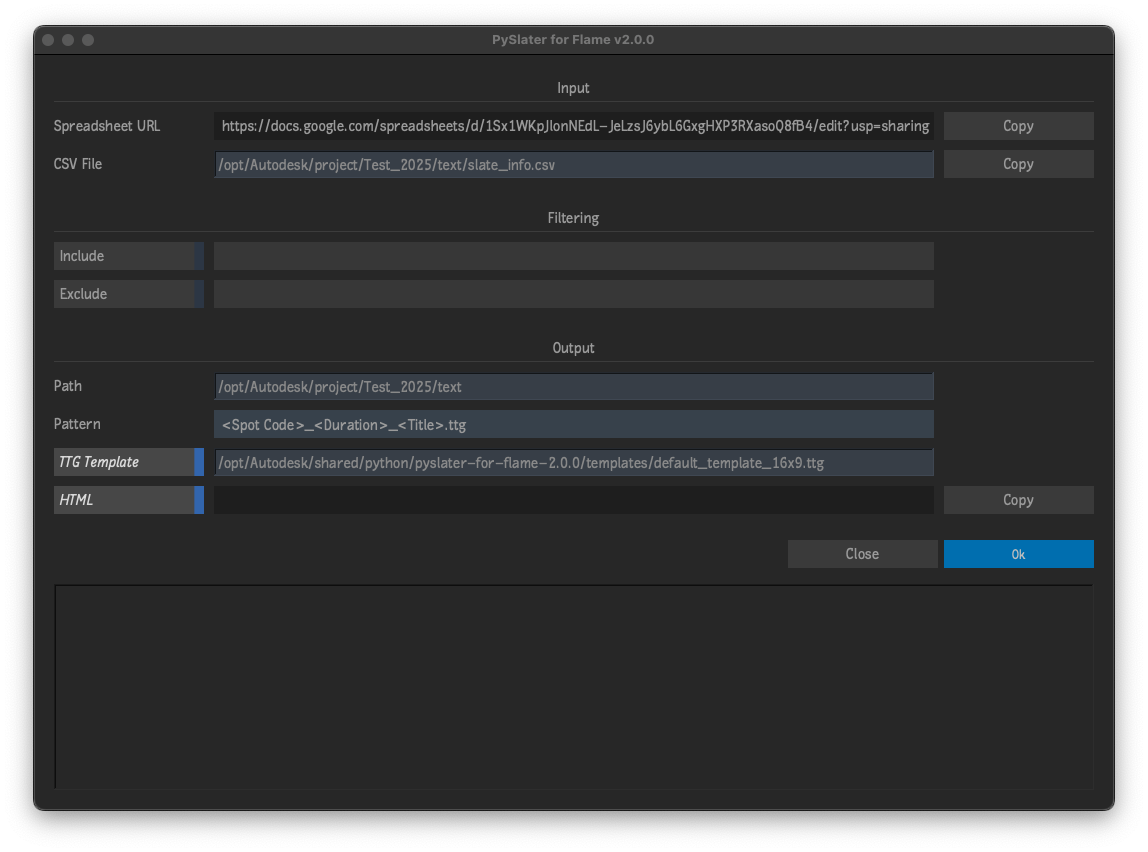 PySlater for Flame v2.0.0
Input
Spreadsheet URL https://docs.google.com/spreadsheets/d/1Sx1WKpJlonNEdL-JeLzsJ6ybL6GxgHXP3RXasoQ8fB4/edit?usp=sharing Copy
CSV File /opt/Autodesk/project/Test_2025/text/slate_info.csv Copy
Filtering
Include
Exclude
Output
Path /opt/Autodesk/project/Test_2025/text
Pattern <Spot Code>_<Duration>_<Title>.ttg
TTG Template /opt/Autodesk/shared/python/pyslater-for-flame-2.0.0/templates/default_template_16x9.ttg
HTML Copy
Close Ok